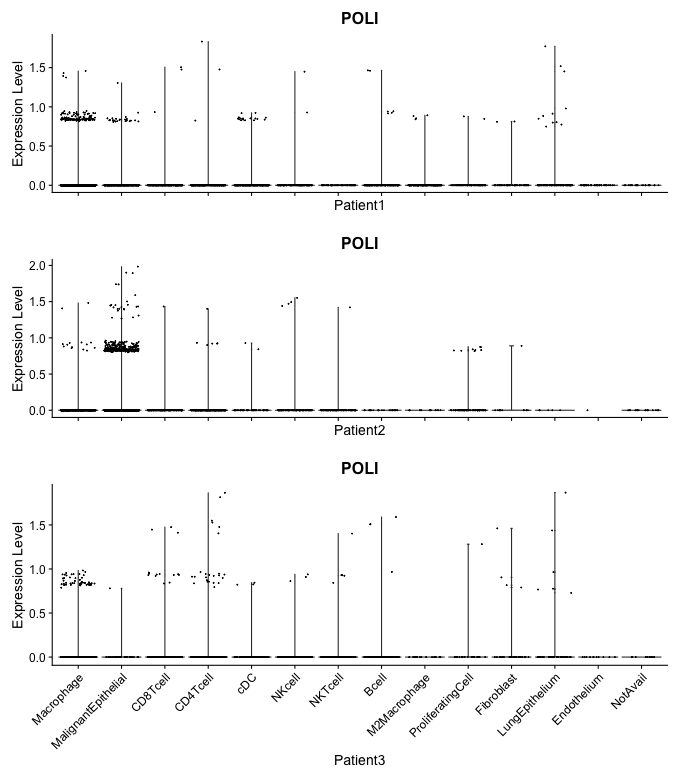 POLI
Expression Level
1.5
1.0
0.5
0.0
Patient1
POLI
Expression Level
2.0
1.5
1.0
0.5
0.0
Patient2
POLI
Expression Level
1.5
1.0
0.5
0.0
Macrophage
MalignantEpithelial
CD8Tcell
CD4Tcell
cDC
NKcell
NKTcell
Bcell
M2Macrophage
ProliferatingCell
Fibroblast
LungEpithelium
Endothelium
NotAvail
Patient3